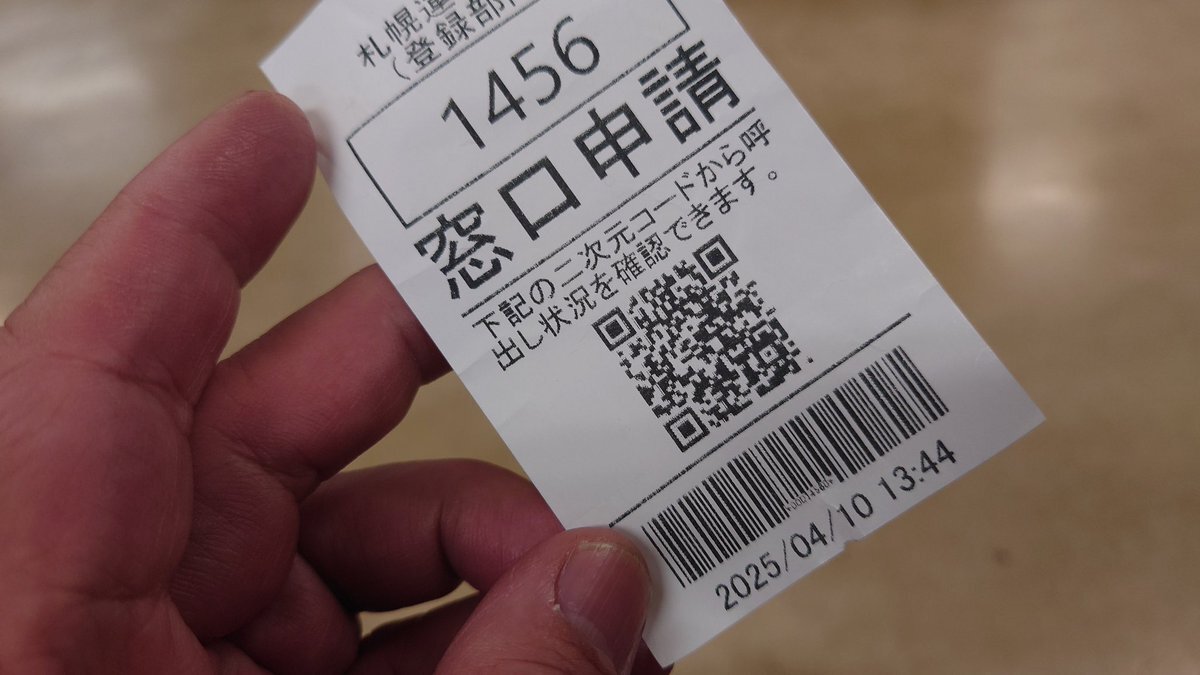 札幌運
(登録部
1456
窓口申請
下記の二次元コードから呼
出し状況を確認できます。
2025/04/10 13:44